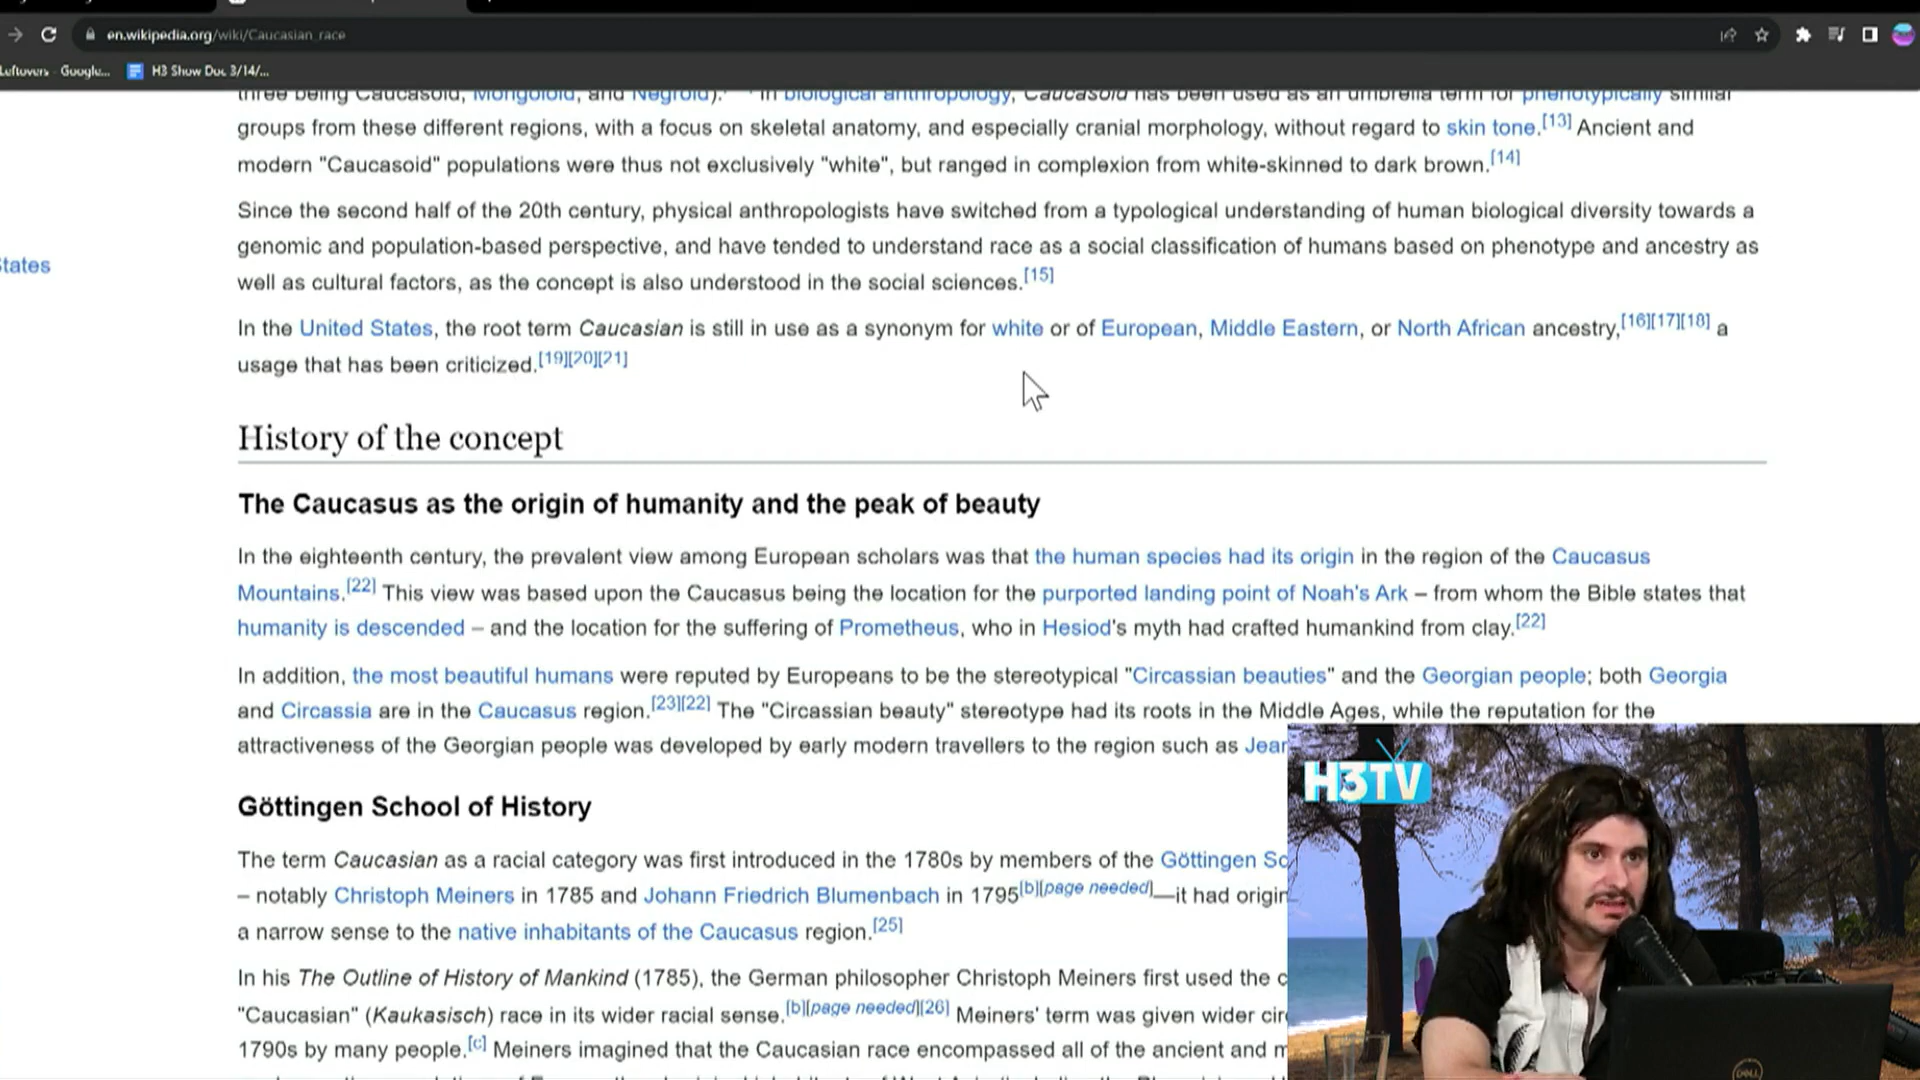 en.wikipedia.org/wiki/Caucasian_race
Leftovers - Google...
H3 Show Doc 3/14/...
three being Caucasoid, Mongoloid, and Negroid). In biological anthropology, Caucasoid has been used as an umbrella term for phenotypically similar
groups from these different regions, with a focus on skeletal anatomy, and especially cranial morphology, without regard to skin tone.[13] Ancient and
modern "Caucasoid" populations were thus not exclusively "white", but ranged in complexion from white-skinned to dark brown.[14]
Since the second half of the 20th century, physical anthropologists have switched from a typological understanding of human biological diversity towards a
genomic and population-based perspective, and have tended to understand race as a social classification of humans based on phenotype and ancestry as
well as cultural factors, as the concept is also understood in the social sciences.[15]
tates
In the United States, the root term Caucasian is still in use as a synonym for white or of European, Middle Eastern, or North African ancestry,[16][17][18] a
usage that has been criticized.[19][20][21]
History of the concept
The Caucasus as the origin of humanity and the peak of beauty
In the eighteenth century, the prevalent view among European scholars was that the human species had its origin in the region of the Caucasus
Mountains.[22] This view was based upon the Caucasus being the location for the purported landing point of Noah's Ark – from whom the Bible states that
humanity is descended – and the location for the suffering of Prometheus, who in Hesiod's myth had crafted humankind from clay.[22]
In addition, the most beautiful humans were reputed by Europeans to be the stereotypical "Circassian beauties" and the Georgian people; both Georgia
and Circassia are in the Caucasus region.[23][22] The "Circassian beauty" stereotype had its roots in the Middle Ages, while the reputation for the
attractiveness of the Georgian people was developed by early modern travellers to the region such as Jean
Göttingen School of History
The term Caucasian as a racial category was first introduced in the 1780s by members of the Göttingen Sc
– notably Christoph Meiners in 1785 and Johann Friedrich Blumenbach in 1795[b][page needed]—it had origin
a narrow sense to the native inhabitants of the Caucasus region.[25]
In his The Outline of History of Mankind (1785), the German philosopher Christoph Meiners first used the c
"Caucasian" (Kaukasisch) race in its wider racial sense.[b][page needed][26] Meiners' term was given wider circ
1790s by many people.[c] Meiners imagined that the Caucasian race encompassed all of the ancient and m
H3TV
DELL